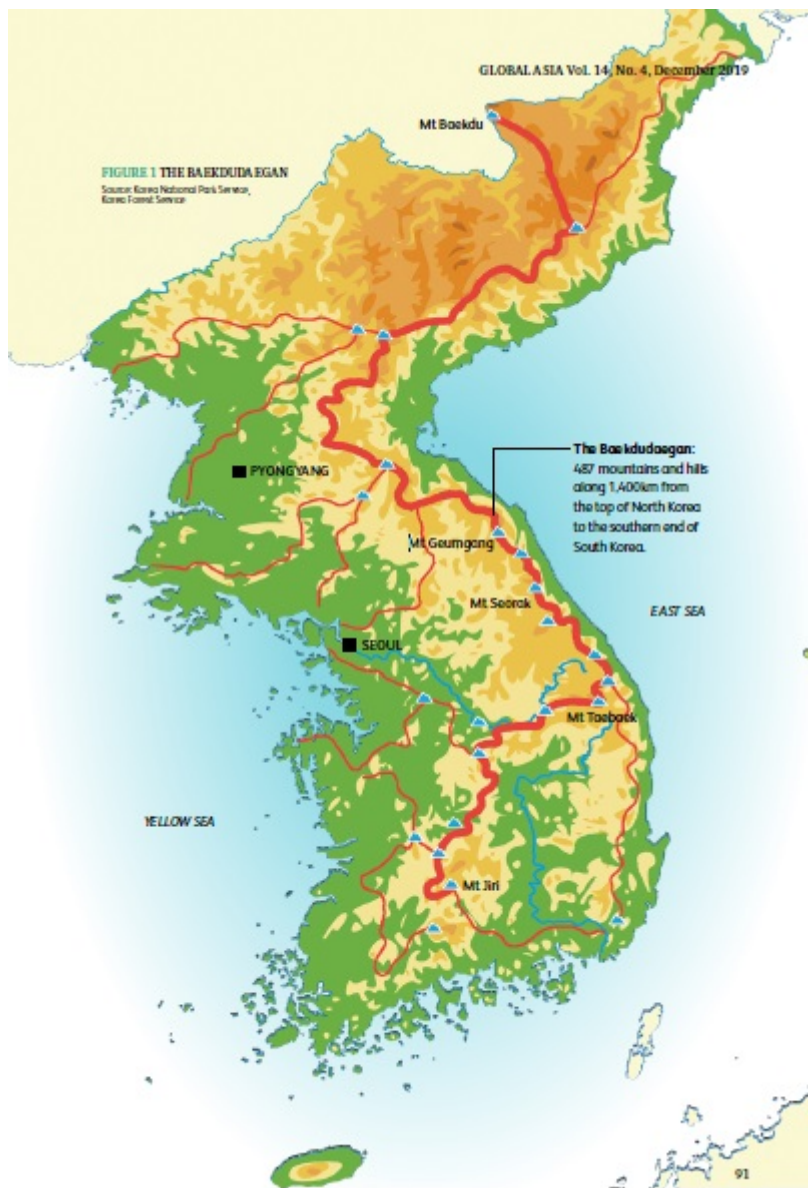 GLOBAL ASIA Vol. 14, No. 4, December 2019
Mt Baekdu
FIGURE 1 THE BAEKDUDAEGAN
Source: Korea National Park Service,
Korea Forest Service
The Baekdudaegan:
487 mountains and hills
along 1,400km from
the top of North Korea
to the southern end of
South Korea.
PYONGYANG
Mt Geumgang
Mt Seorak
EAST SEA
SEOUL
Mt Taebaek
YELLOW SEA
Mt Jiri
91